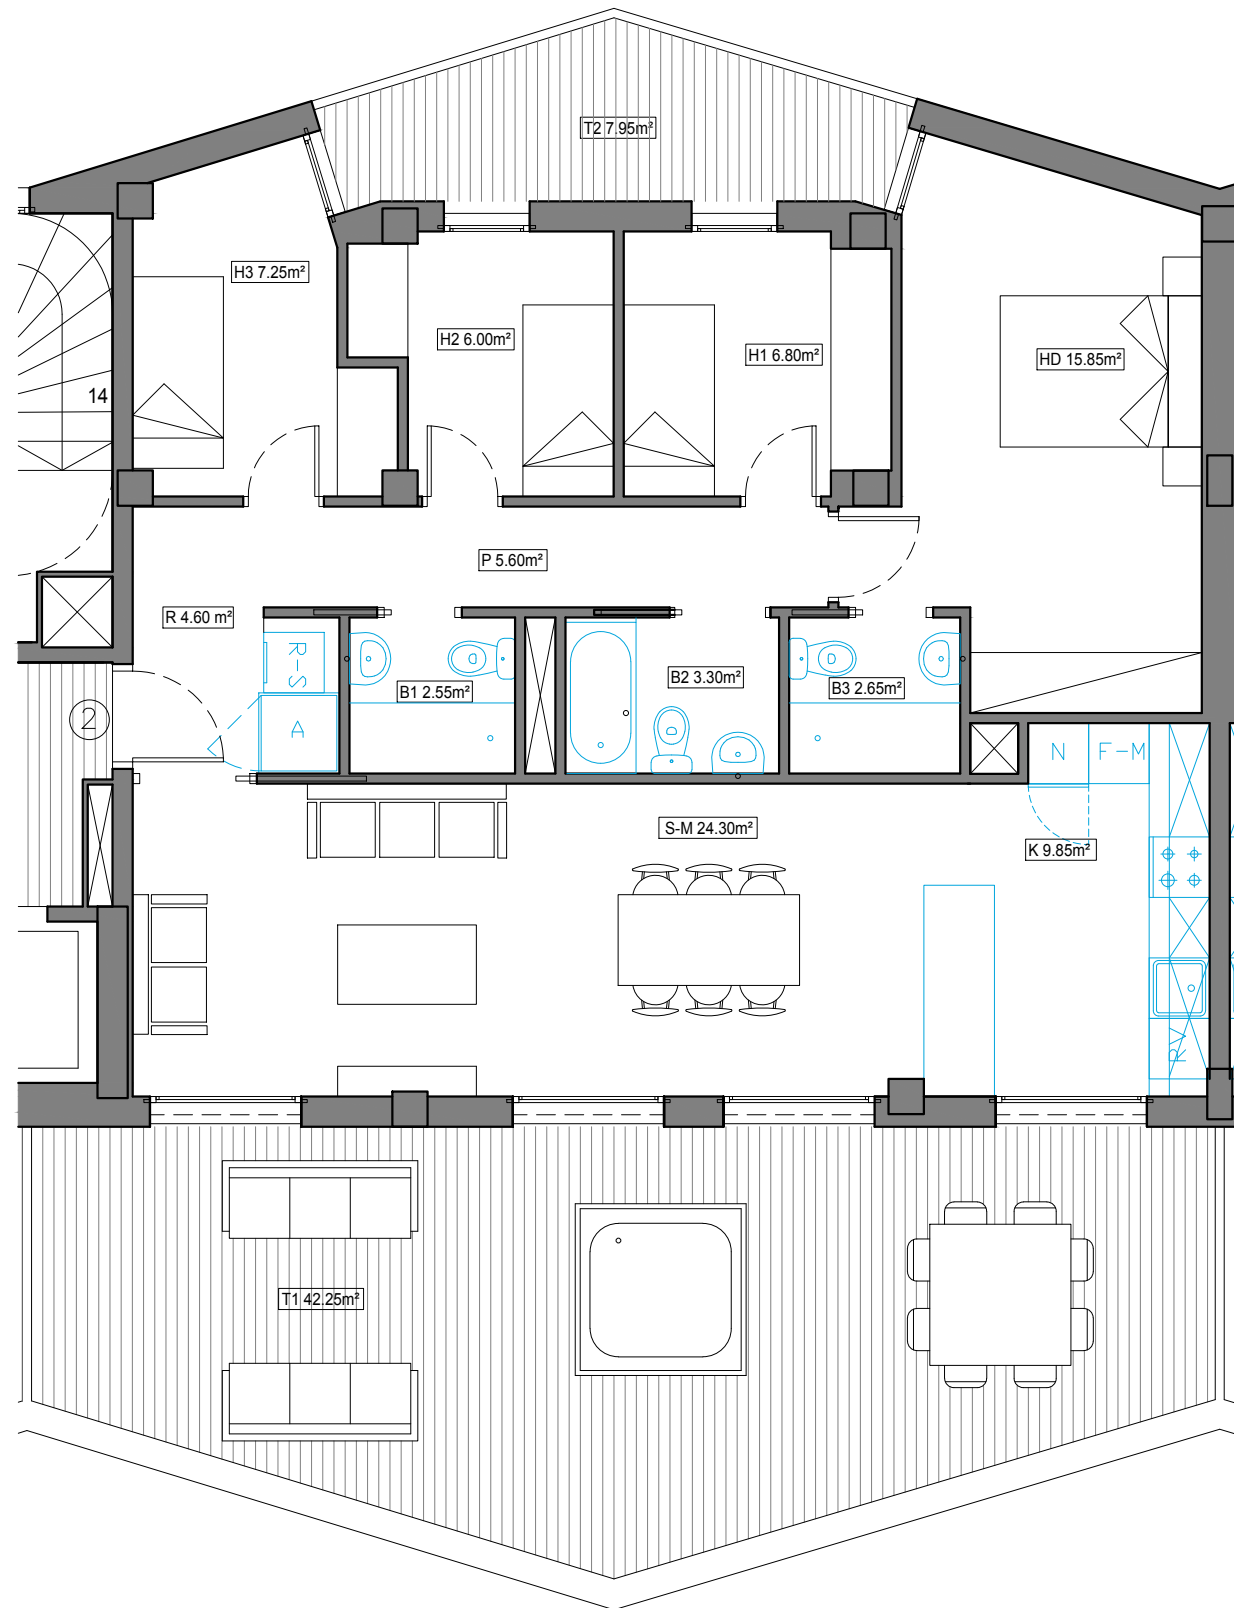 T2 7.95m²
H3 7.25m²
H2 6.00m²
H1 6.80m²
HD 15.85m²
14
P 5.60m²
R 4.60 m²
R-S
B1 2.55m²
B2 3.30m²
B3 2.65m²
2
A
N
F-M
S-M 24.30m²
K 9.85m²
RV
T1 42.25m²